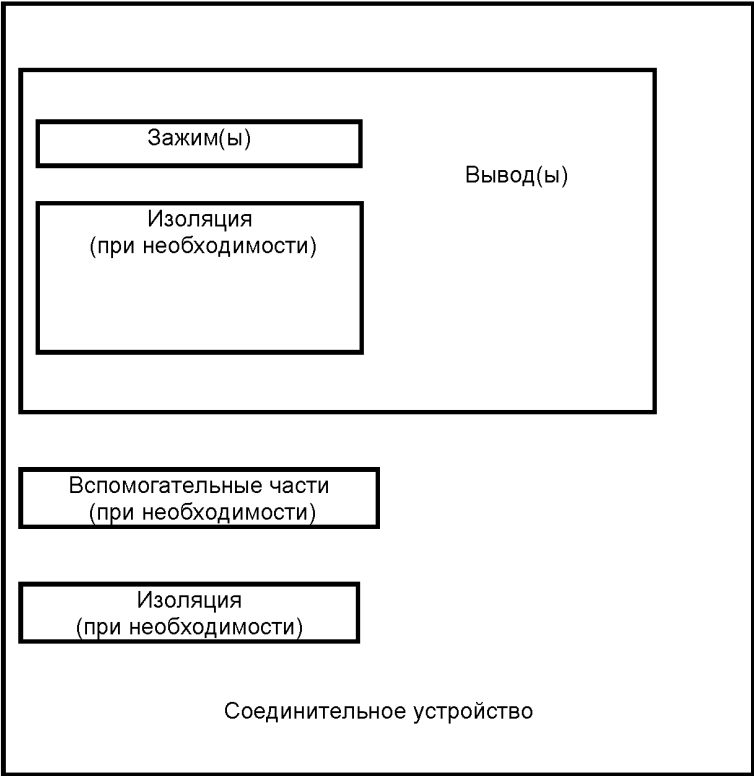 Зажим(ы)
Вывод(ы)
Изоляция
(при необходимости)
Вспомогательные части
(при необходимости)
Изоляция
(при необходимости)
Соединительное устройство